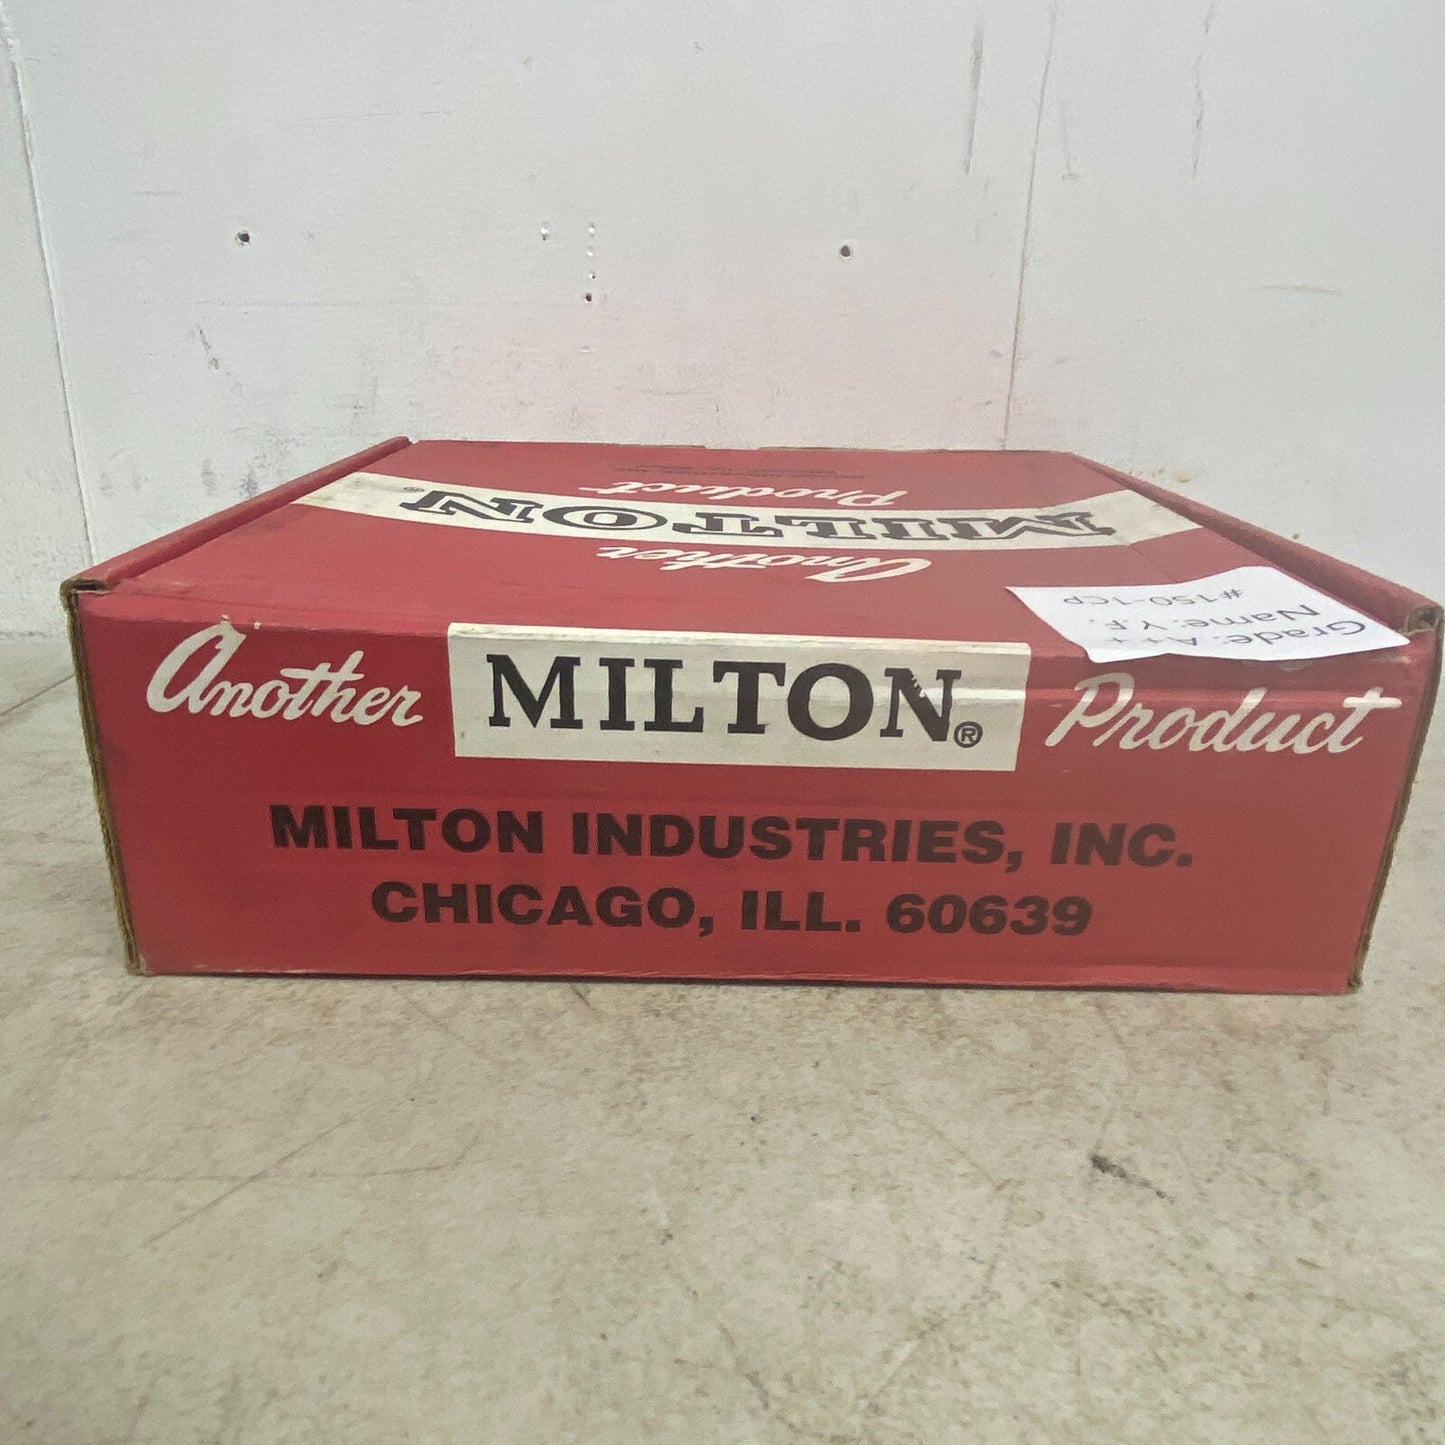 Another MILTON® Product
MILTON INDUSTRIES, INC.
CHICAGO, ILL. 60639
Another
MILTON®
Product
Grade: A++
Name: Y.F.
#150-1CP